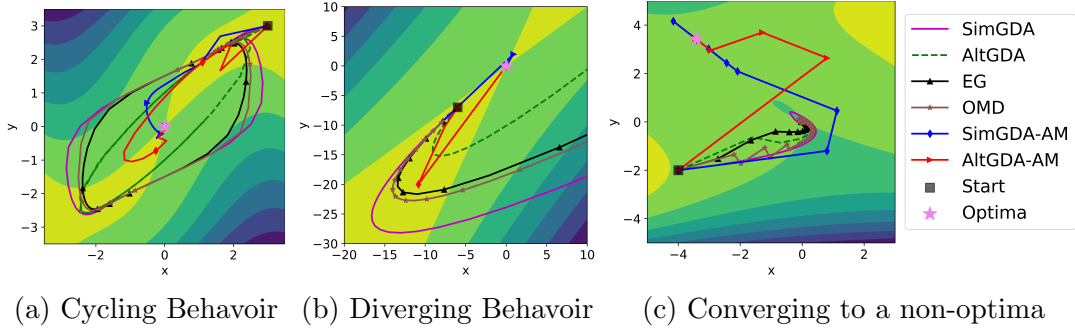 3
2
1
0
−1
−2
−3
y
−2
0
2
x
10
5
0
−5
−10
−15
−20
−25
−30
y
−20
−15
−10
−5
0
5
10
x
4
2
0
−2
−4
y
−4
−2
0
2
x
SimGDA
AltGDA
EG
OMD
SimGDA-AM
AltGDA-AM
Start
Optima
(a) Cycling Behavoir
(b) Diverging Behavoir
(c) Converging to a non-optima